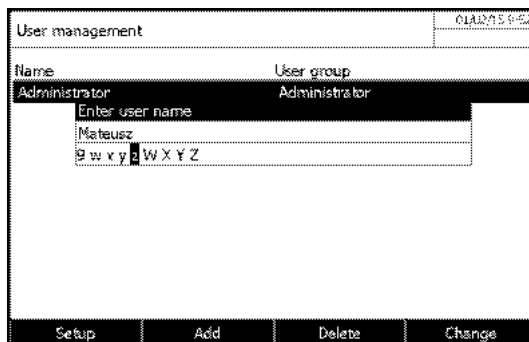 User management
Name User group
Administrator Administrator
Enter user name
Mateusz
9 w x y z W X Y Z
Setup Add Delete Change